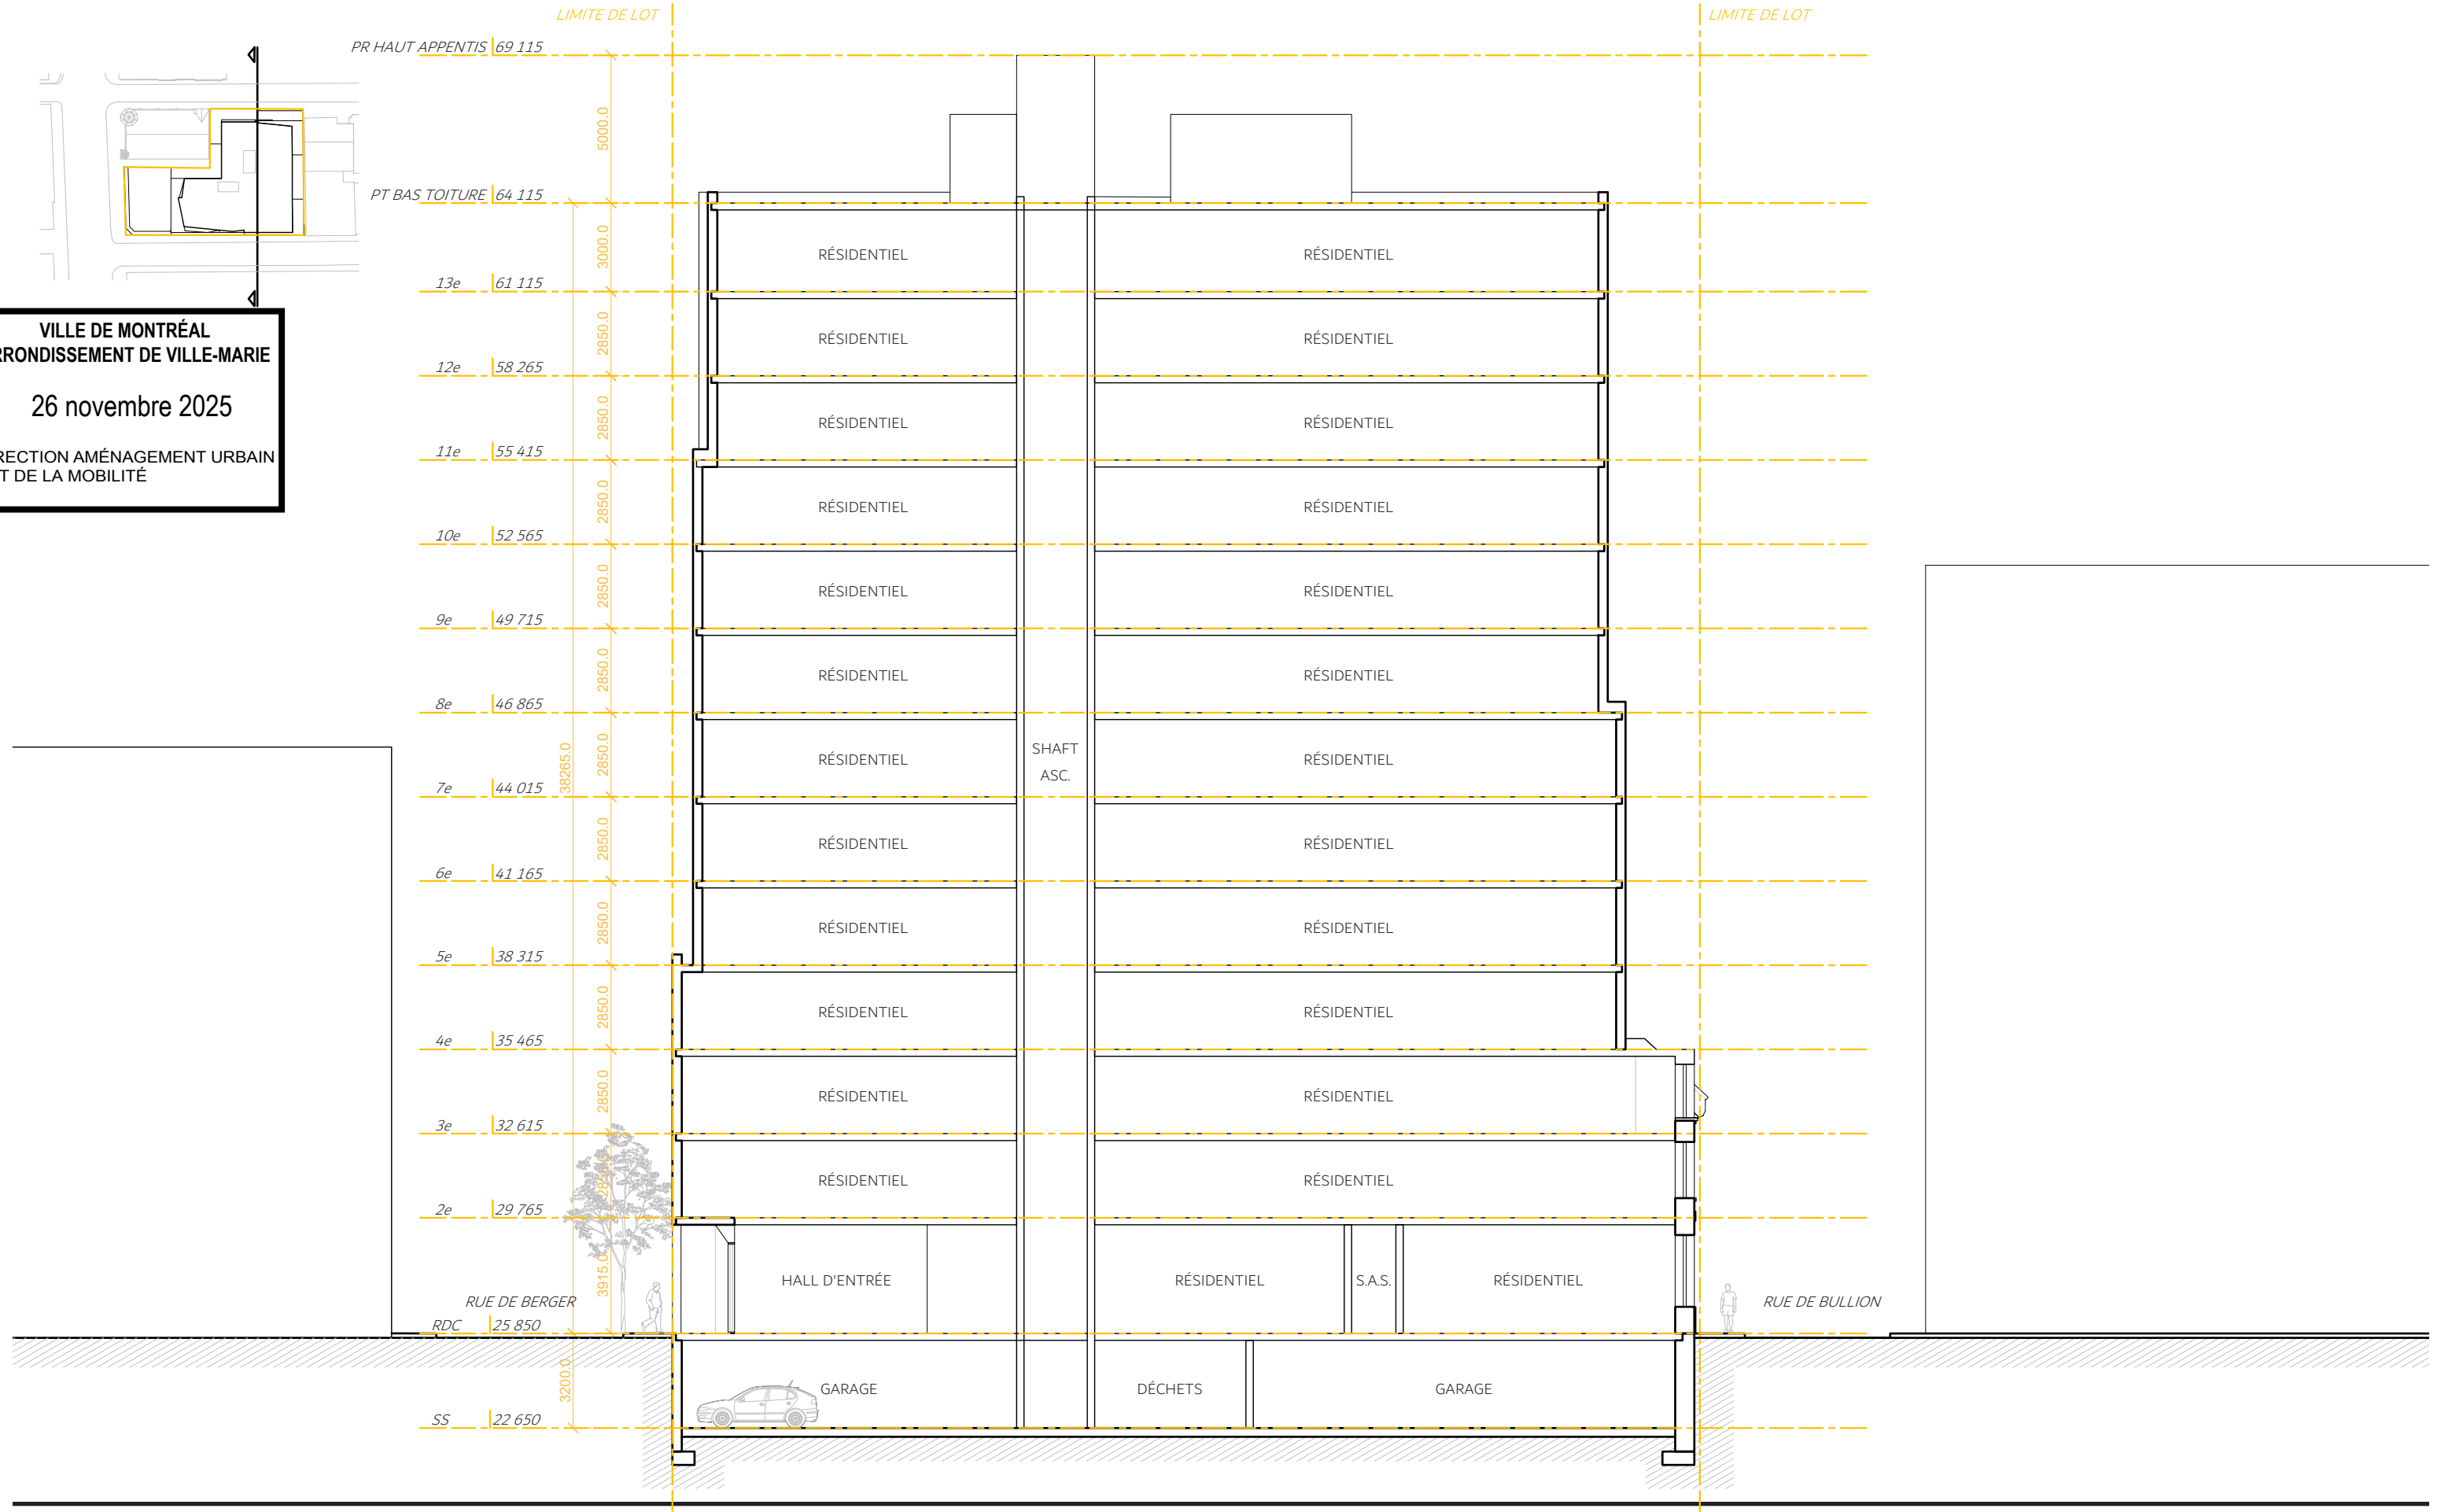 LIMITE DE LOT
LIMITE DE LOT
PR HAUT APPENTIS 69 115
5000.0
PT BAS TOITURE 64 115
3000.0
RÉSIDENTIEL RÉSIDENTIEL
13e 61 115
2850.0
RÉSIDENTIEL RÉSIDENTIEL
12e 58 265
2850.0
RÉSIDENTIEL RÉSIDENTIEL
11e 55 415
2850.0
RÉSIDENTIEL RÉSIDENTIEL
10e 52 565
2850.0
RÉSIDENTIEL RÉSIDENTIEL
9e 49 715
2850.0
RÉSIDENTIEL RÉSIDENTIEL
8e 46 865
38265.0
2850.0
RÉSIDENTIEL RÉSIDENTIEL
SHAFT
ASC.
7e 44 015
2850.0
RÉSIDENTIEL RÉSIDENTIEL
6e 41 165
2850.0
RÉSIDENTIEL RÉSIDENTIEL
5e 38 315
2850.0
RÉSIDENTIEL RÉSIDENTIEL
4e 35 465
2850.0
RÉSIDENTIEL RÉSIDENTIEL
3e 32 615
RÉSIDENTIEL RÉSIDENTIEL
2e 29 765
3915.0
HALL D'ENTRÉE RÉSIDENTIEL S.A.S. RÉSIDENTIEL
RUE DE BERGER
RUE DE BULLION
RDC 25 850
3200.0
GARAGE DÉCHETS GARAGE
SS 22 650
VILLE DE MONTRÉAL
DE VILLE-MARIE
26 novembre 2025
AMÉNAGEMENT URBAIN
DE LA MOBILITÉ